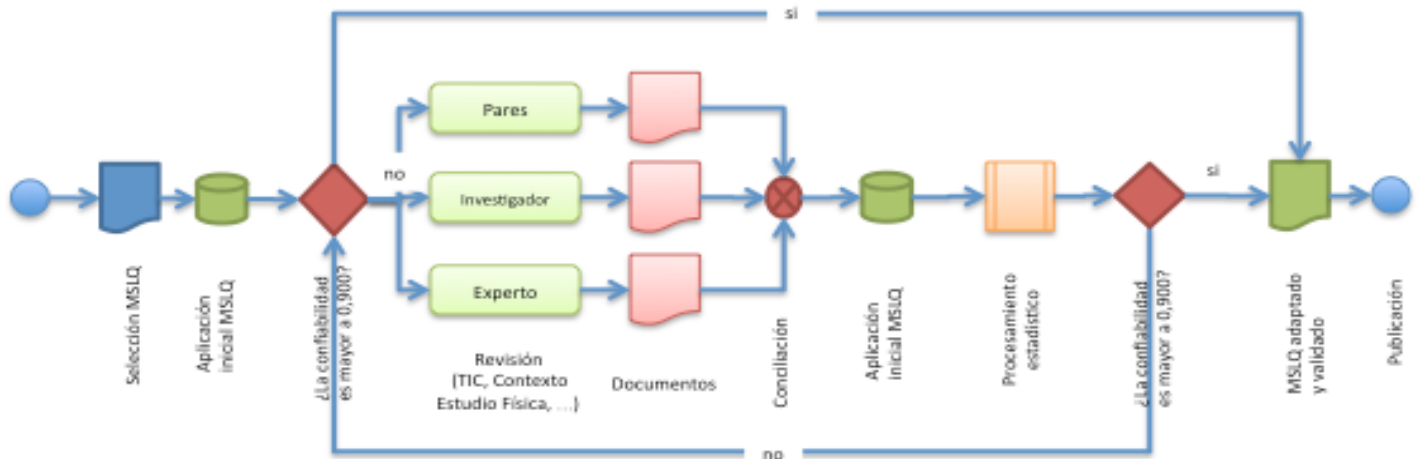 si
Pares
no
Investigador
Experto
si
Selección MSLQ
Aplicación
inicial MSLQ
¿La confiabilidad
es mayor a 0,900?
Revisión
(TIC, Contexto
Estudio Física, ...)
Documentos
Conciliación
Aplicación
inicial MSLQ
Procesamiento
estadístico
¿La confiabilidad
es mayor a 0,900?
MSLQ adaptado
y validado
Publicación
no